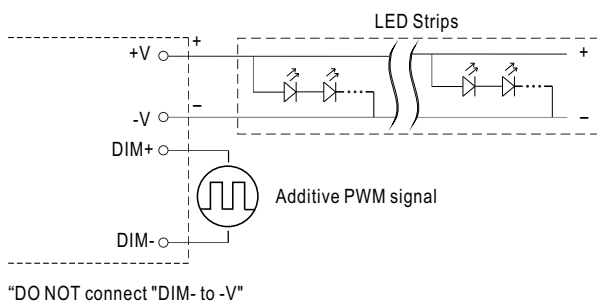 LED Strips
+V
+
+
-V
–
–
DIM+
Additive PWM signal
DIM-
“DO NOT connect "DIM- to -V"